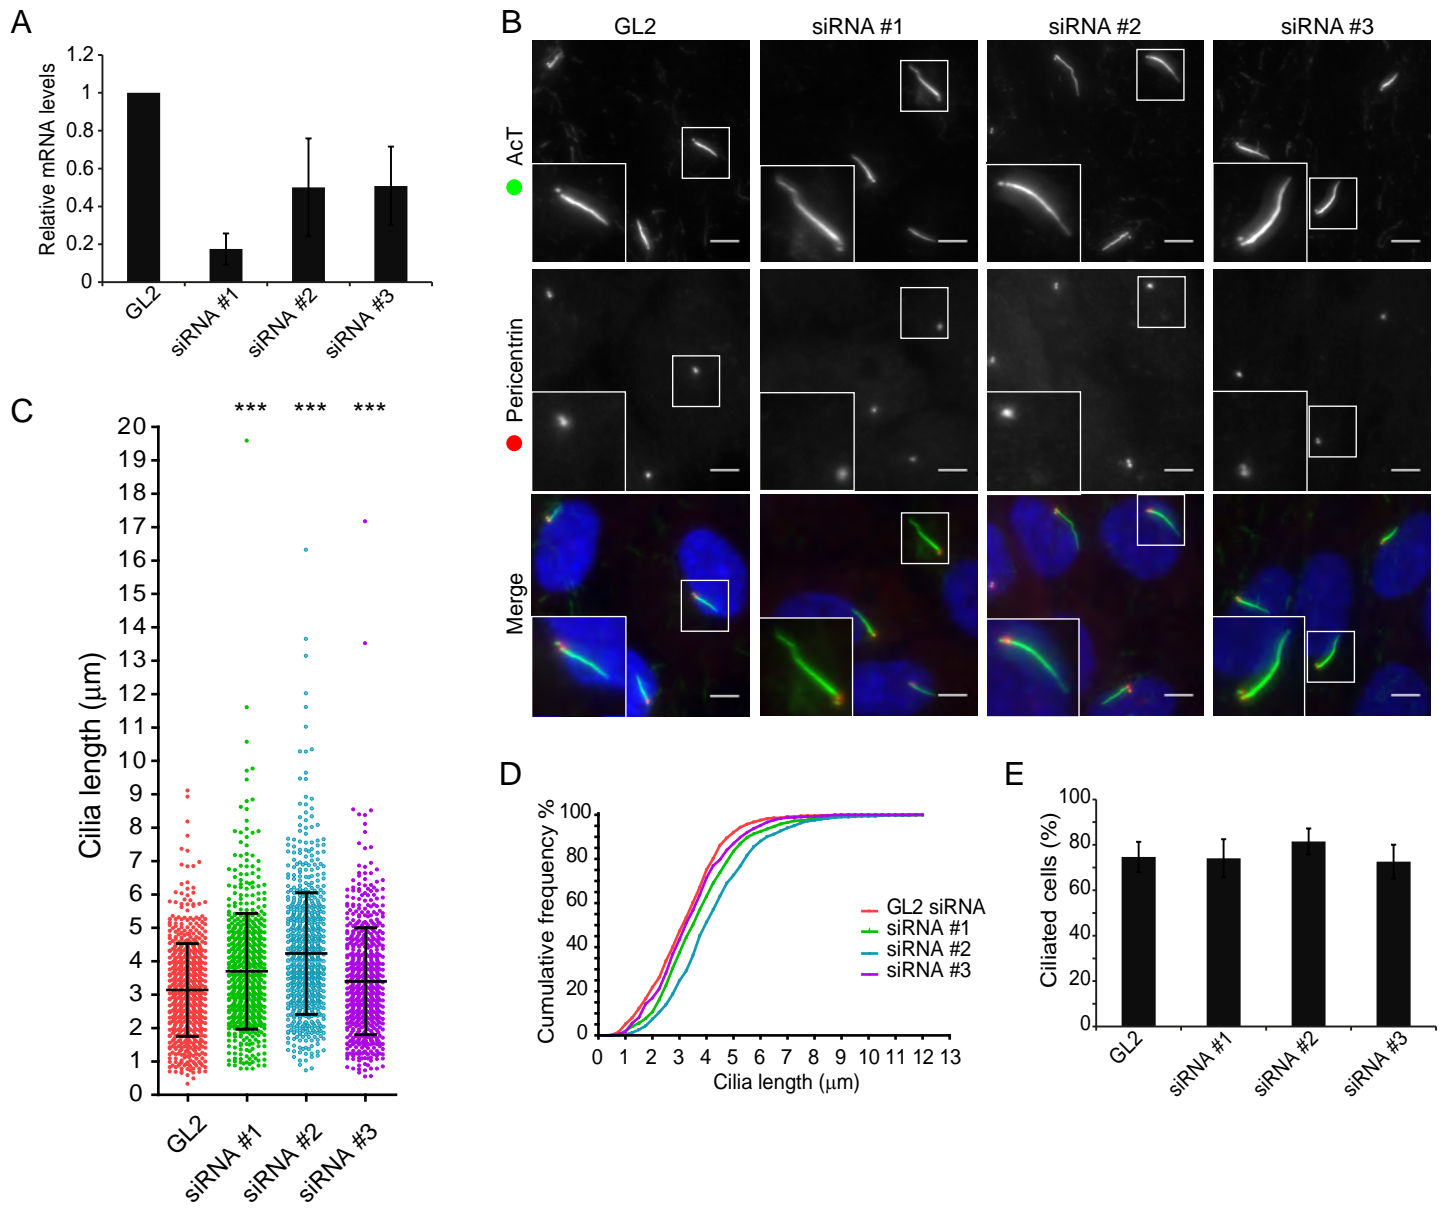 A
Relative mRNA levels
1.2
1
0.8
0.6
0.4
0.2
0
GL2
siRNA #1
siRNA #2
siRNA #3
B
GL2
siRNA #1
siRNA #2
siRNA #3
AcT
Pericentrin
Merge
C
*** *** ***
Cilia length (μm)
20
19
18
17
16
15
14
13
12
11
10
9
8
7
6
5
4
3
2
1
0
GL2
siRNA #1
siRNA #2
siRNA #3
D
Cumulative frequency %
100
80
60
40
20
0
0 1 2 3 4 5 6 7 8 9 10 11 12 13
Cilia length (μm)
GL2 siRNA
siRNA #1
siRNA #2
siRNA #3
E
Ciliated cells (%)
100
80
60
40
20
0
GL2
siRNA #1
siRNA #2
siRNA #3